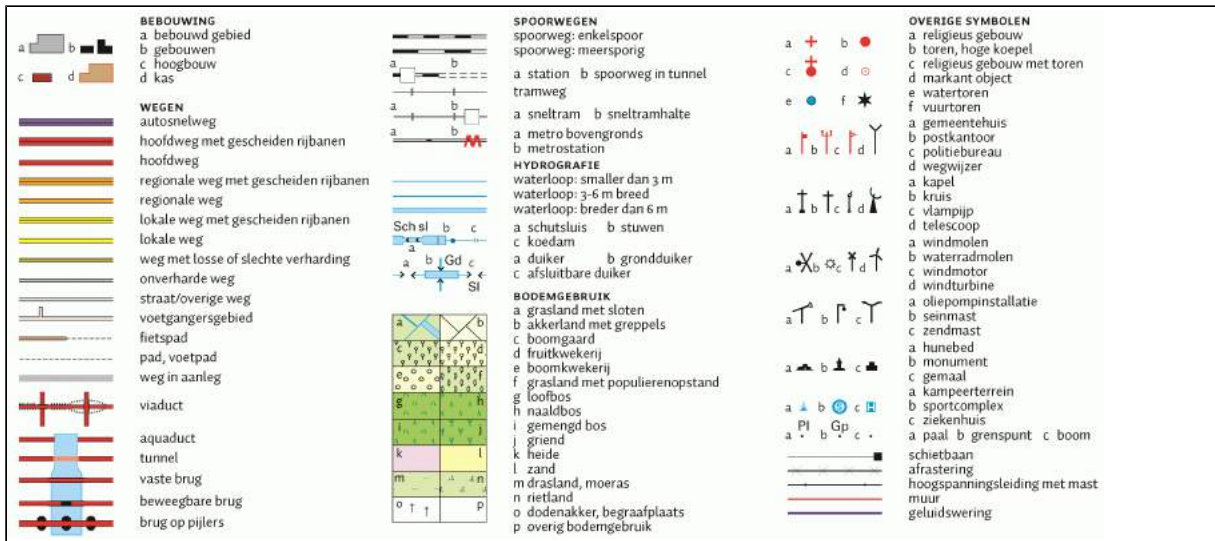 BEBOUWING
a bebouwd gebied
b gebouwen
c hoogbouw
d kas
a b
c d
WEGEN
autosnelweg
hoofdweg met gescheiden rijbanen
hoofdweg
regionale weg met gescheiden rijbanen
regionale weg
lokale weg met gescheiden rijbanen
lokale weg
weg met losse of slechte verharding
onverharde weg
straat/overige weg
voetgangersgebied
fietspad
pad, voetpad
weg in aanleg
viaduct
aquaduct
tunnel
vaste brug
beweegbare brug
brug op pijlers
SPOORWEGEN
spoorweg: enkelspoor
spoorweg: meersporig
a b
a station b spoorweg in tunnel
tramweg
a b
a sneltram b sneltramhalte
a b
a metro bovengronds
b metrostation
HYDROGRAFIE
waterloop: smaller dan 3 m
waterloop: 3-6 m breed
waterloop: breder dan 6 m
Sch sl b c
a
a schutsluis b stuwen
c koedam
a b Gd c
Sl
a duiker b grondduiker
c afsluitbare duiker
BODEMGEBRUIK
a b
c d
e f
g h
i j
k l
m n
o p
a grasland met sloten
b akkerland met greppels
c boomgaard
d fruitkwekerij
e boomkwekerij
f grasland met populierenopstand
g loofbos
h naaldbos
i gemengd bos
j griend
k heide
l zand
m drasland, moeras
n rietland
o dodenakker, begraafplaats
p overig bodemgebruik
OVERIGE SYMBOLEN
a b
c d
e f
a religieus gebouw
b toren, hoge koepel
c religieus gebouw met toren
d markant object
e watertoren
f vuurtoren
a b c d
a gemeentehuis
b postkantoor
c politiebureau
d wegwijzer
a b c d
a kapel
b kruis
c vlampijp
d telescoop
a b c d
a windmolen
b waterradmolen
c windmotor
d windturbine
a b c
a oliepompinstallatie
b seinmast
c zendmast
a b c
a hunebed
b monument
c gemaal
a b S c H
a kampeerterrein
b sportcomplex
c ziekenhuis
Pl Gp
a b c
a paal b grenspunt c boom
schietbaan
afrastering
hoogspanningsleiding met mast
muur
geluidswering